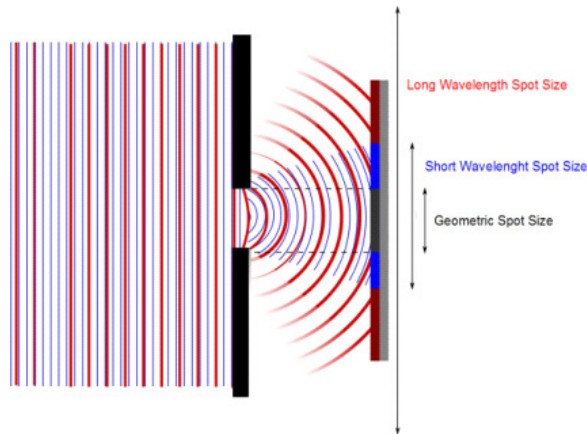 Long Wavelength Spot Size
Short Wavelenght Spot Size
Geometric Spot Size